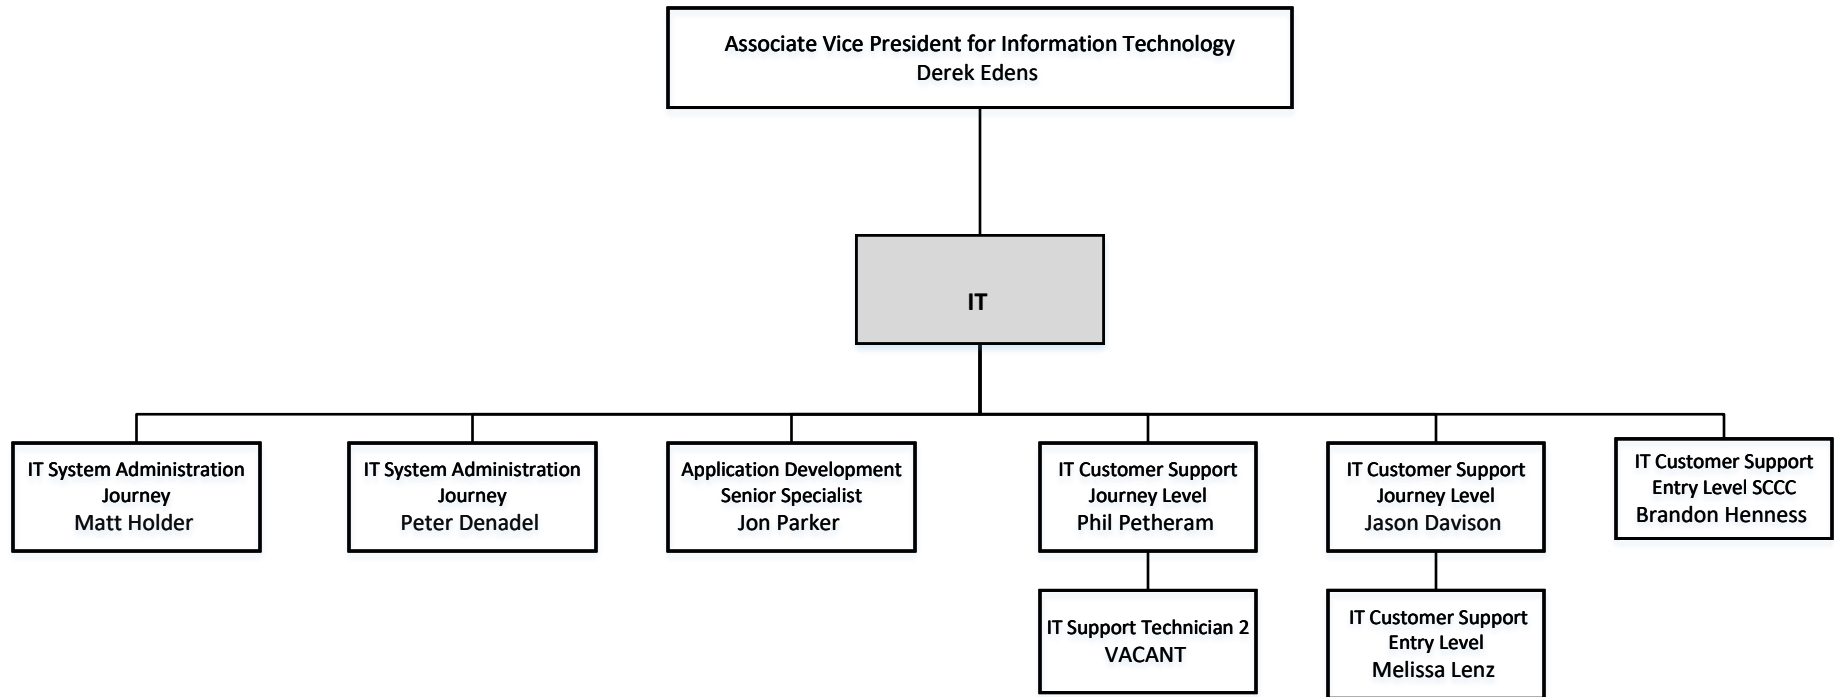 Associate Vice President for Information Technology
Derek Edens
IT
IT System Administration
Journey
Matt Holder
IT System Administration
Journey
Peter Denadel
Application Development
Senior Specialist
Jon Parker
IT Customer Support
Journey Level
Phil Petheram
IT Customer Support
Journey Level
Jason Davison
IT Customer Support
Entry Level SCCC
Brandon Henness
IT Support Technician 2
VACANT
IT Customer Support
Entry Level
Melissa Lenz